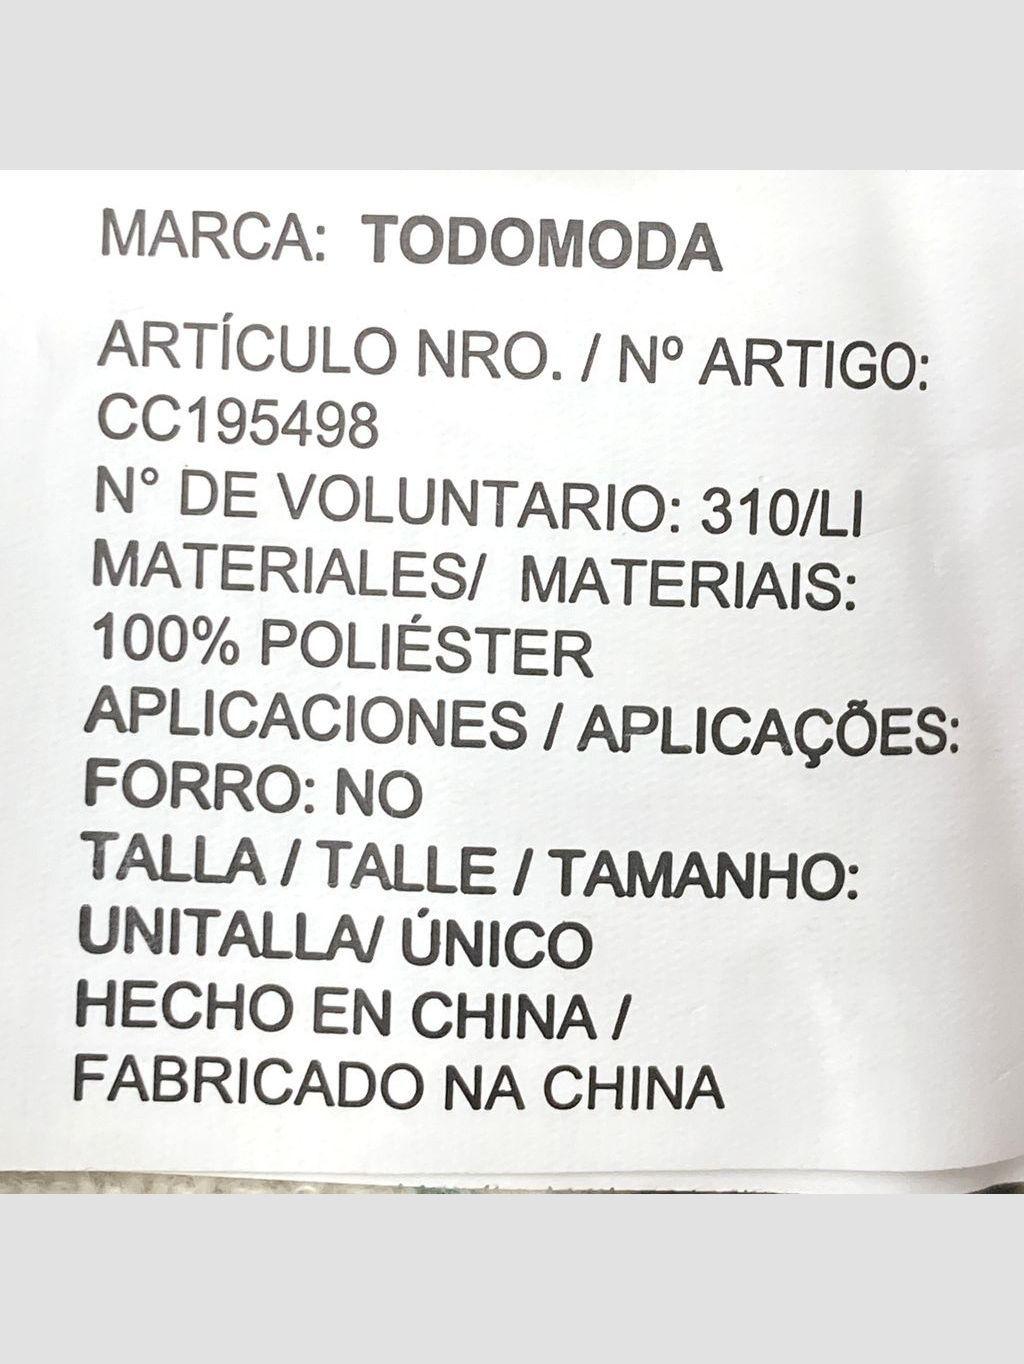 MARCA: TODOMODA
ARTÍCULO NRO. / Nº ARTIGO:
CC195498
N° DE VOLUNTARIO: 310/LI
MATERIALES/ MATERIAIS:
100% POLIÉSTER
APLICACIONES / APLICAÇÕES:
FORRO: NO
TALLA / TALLE / TAMANHO:
UNITALLA/ ÚNICO
HECHO EN CHINA /
FABRICADO NA CHINA